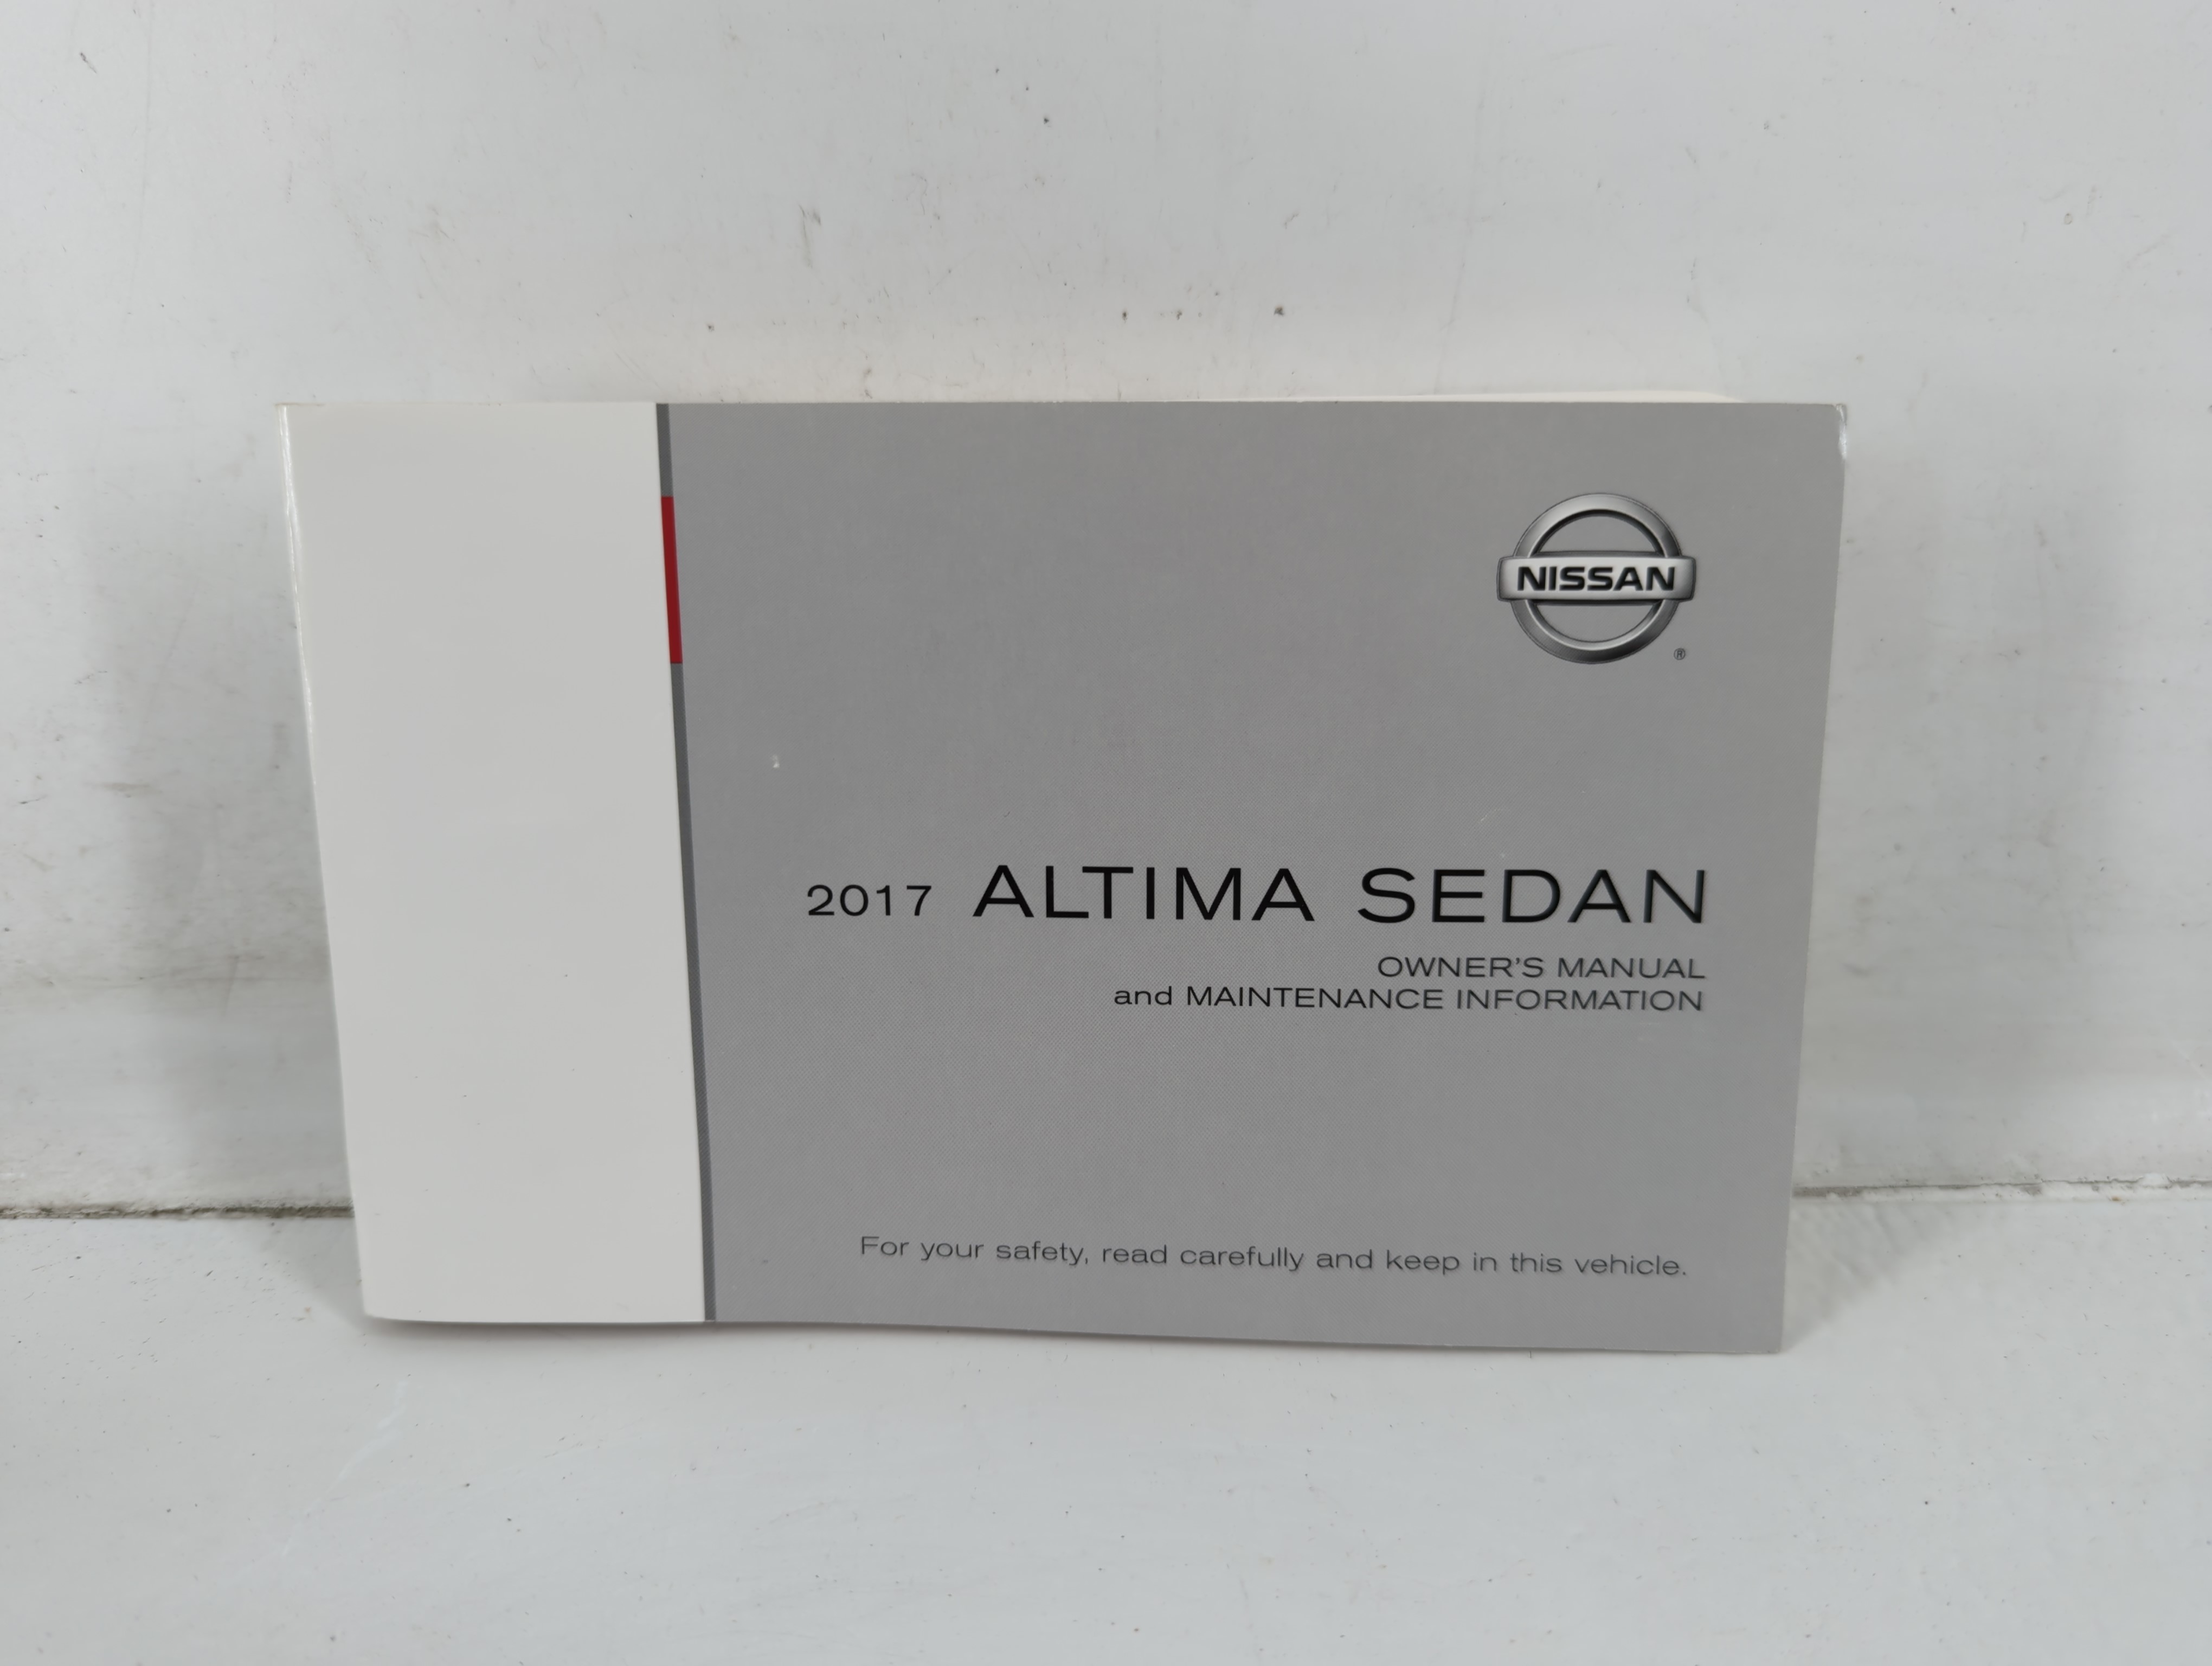 NISSAN
®
2017 ALTIMA SEDAN
OWNER'S MANUAL
and MAINTENANCE INFORMATION
For your safety, read carefully and keep in this vehicle.